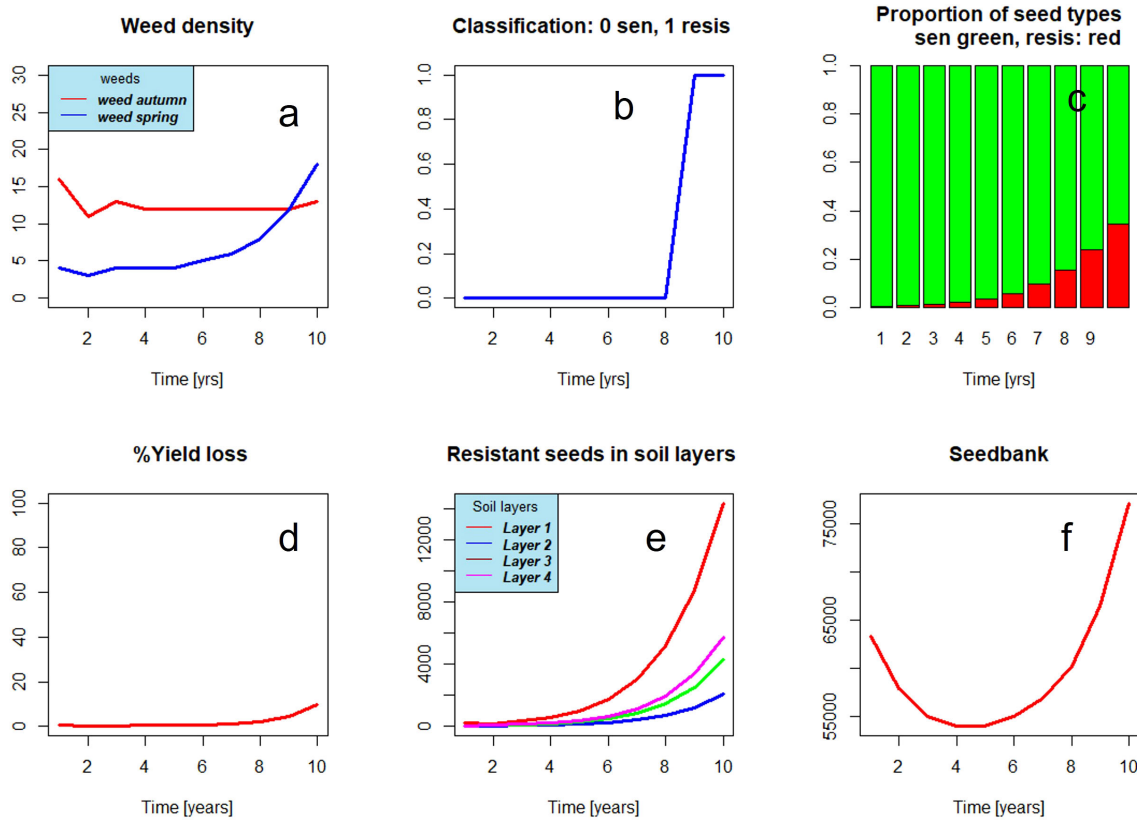 Weed density
weeds
weed autumn
weed spring
a
30
25
20
15
10
5
0
2 4 6 8 10
Time [yrs]
Classification: 0 sen, 1 resis
b
1.0
0.8
0.6
0.4
0.2
0.0
2 4 6 8 10
Time [yrs]
Proportion of seed types
sen green, resis: red
c
1.0
0.8
0.6
0.4
0.2
0.0
1 2 3 4 5 6 7 8 9
Time [yrs]
%Yield loss
d
100
80
60
40
20
0
2 4 6 8 10
Time [years]
Resistant seeds in soil layers
Soil layers
Layer 1
Layer 2
Layer 3
Layer 4
e
12000
8000
4000
0
2 4 6 8 10
Time [years]
Seedbank
f
75000
65000
55000
2 4 6 8 10
Time [years]